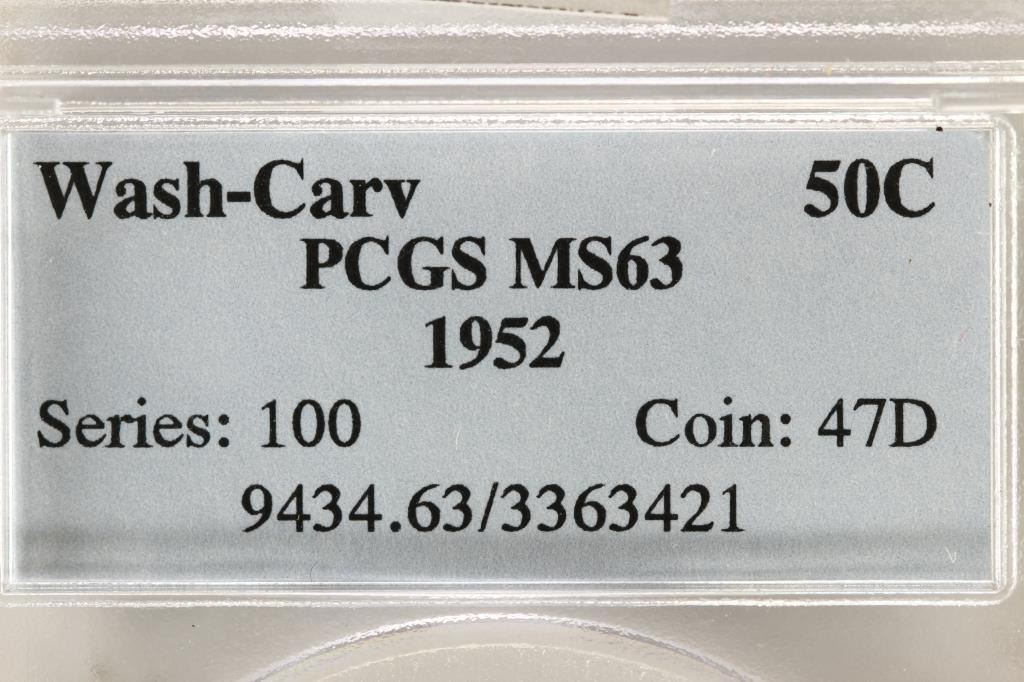 Wash-Carv 50C
PCGS MS63
1952
Series: 100 Coin: 47D
9434.63/3363421